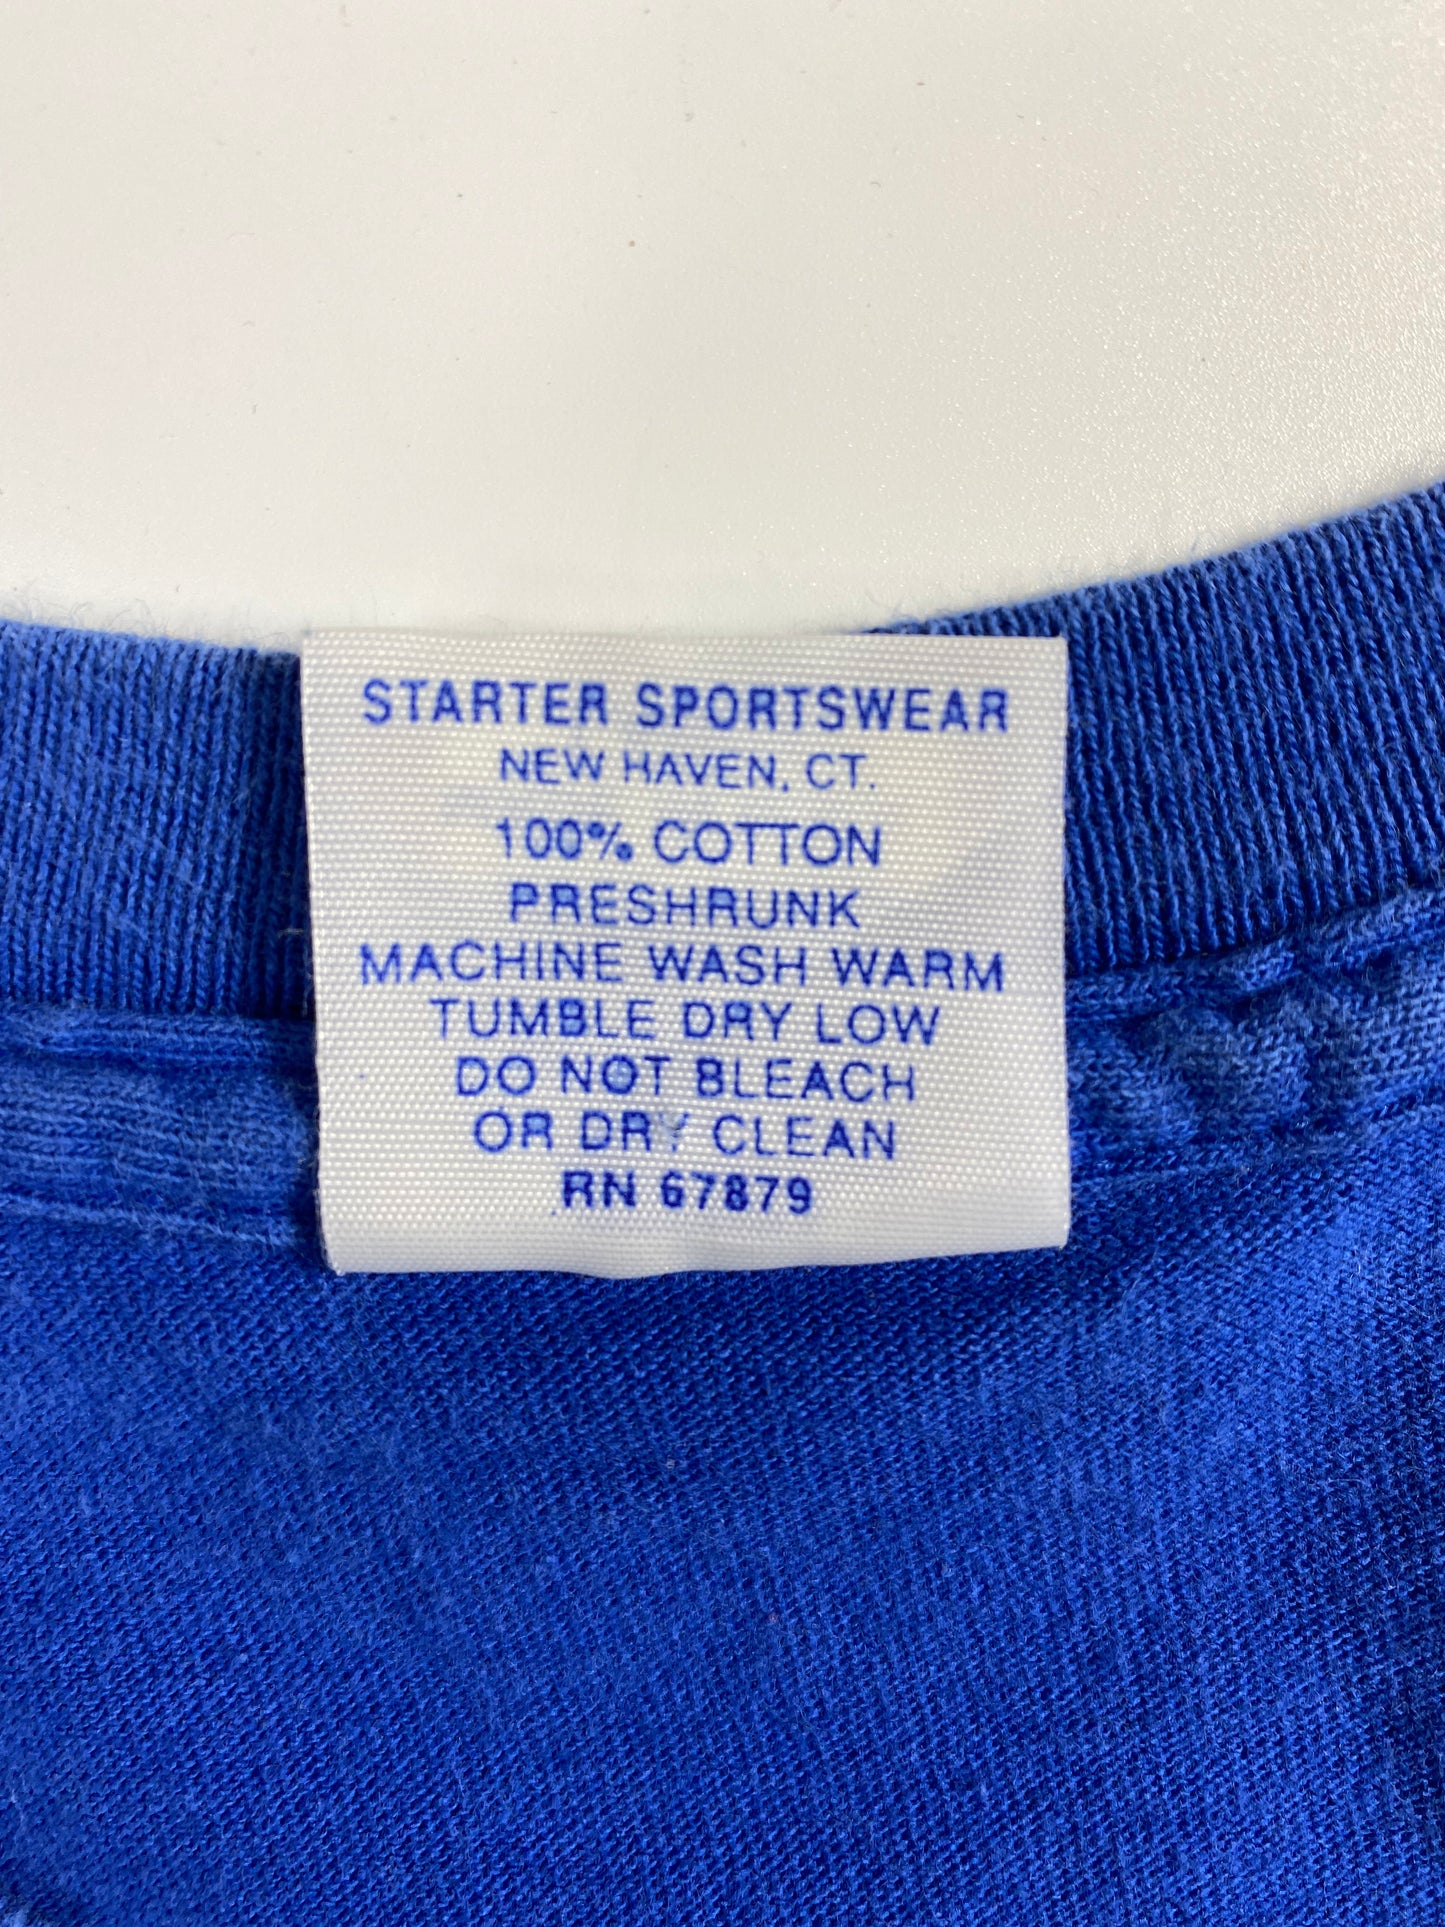 STARTER SPORTSWEAR
NEW HAVEN, CT.
100% COTTON
PRESHRUNK
MACHINE WASH WARM
TUMBLE DRY LOW
DO NOT BLEACH
OR DRY CLEAN
RN 67879